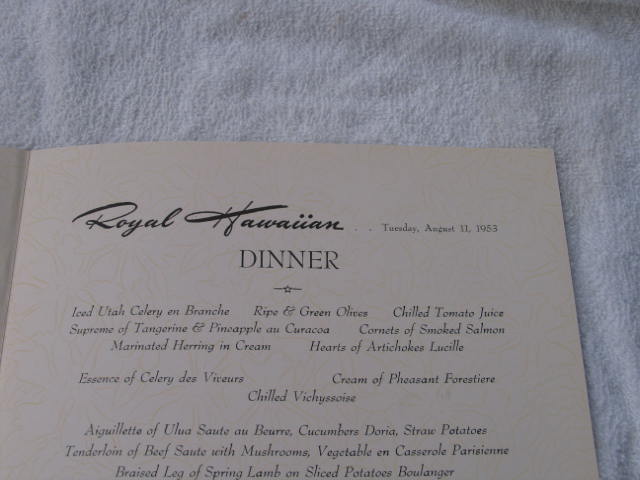 Royal Hawaiian . . Tuesday, August 11, 1953
DINNER
Iced Utah Celery en Branche Ripe & Green Olives Chilled Tomato Juice
Supreme of Tangerine & Pineapple au Curacoa Cornets of Smoked Salmon
Marinated Herring in Cream Hearts of Artichokes Lucille
Essence of Celery des Viveurs Cream of Pheasant Forestiere
Chilled Vichyssoise
Aiguillette of Ulua Saute au Beurre, Cucumbers Doria, Straw Potatoes
Tenderloin of Beef Saute with Mushrooms, Vegetable en Casserole Parisienne
Braised Leg of Spring Lamb on Sliced Potatoes Boulanger